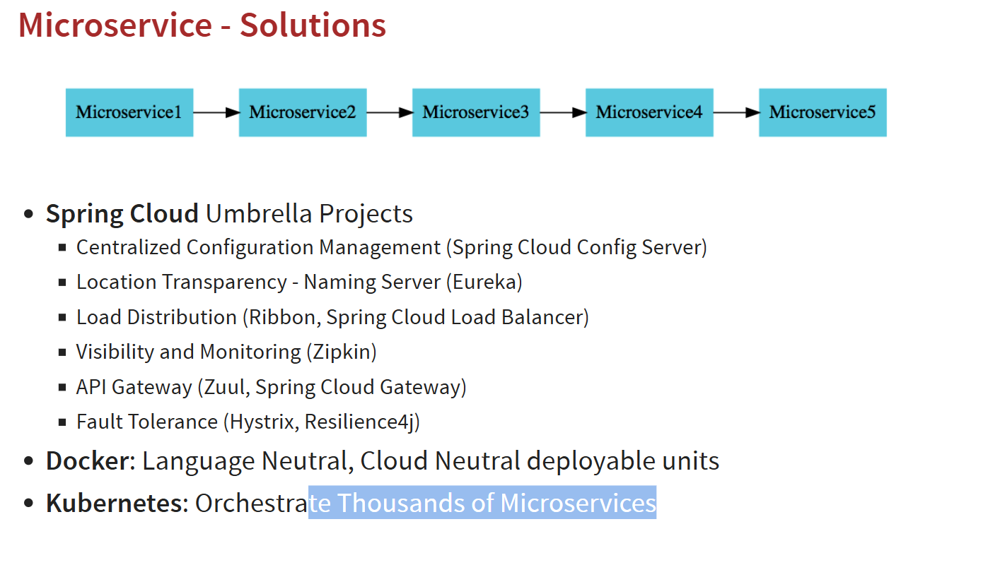 Microservice - Solutions
Microservice1 Microservice2 Microservice3 Microservice4 Microservice5
Spring Cloud Umbrella Projects
Centralized Configuration Management (Spring Cloud Config Server)
Location Transparency - Naming Server (Eureka)
Load Distribution (Ribbon, Spring Cloud Load Balancer)
Visibility and Monitoring (Zipkin)
API Gateway (Zuul, Spring Cloud Gateway)
Fault Tolerance (Hystrix, Resilience4j)
Docker: Language Neutral, Cloud Neutral deployable units
Kubernetes: Orchestrate Thousands of Microservices